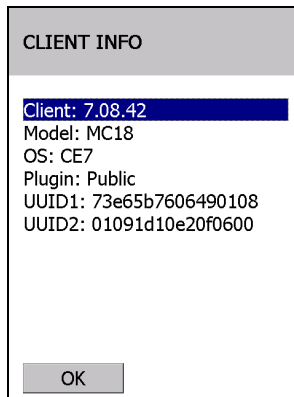 CLIENT INFO
Client: 7.08.42
Model: MC18
OS: CE7
Plugin: Public
UUID1: 73e65b7606490108
UUID2: 01091d10e20f0600
OK